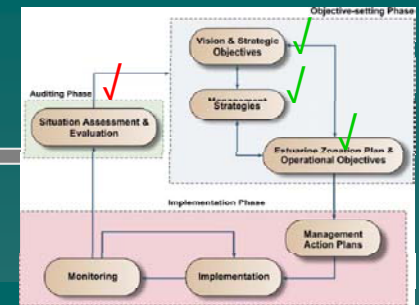 Objective-setting Phase
Vision & Strategic
Objectives
Auditing Phase
Management
Strategies
Situation Assessment &
Evaluation
Estuarine Zonation Plan &
Operational Objectives
Implementation Phase
Management
Action Plans
Monitoring
Implementation